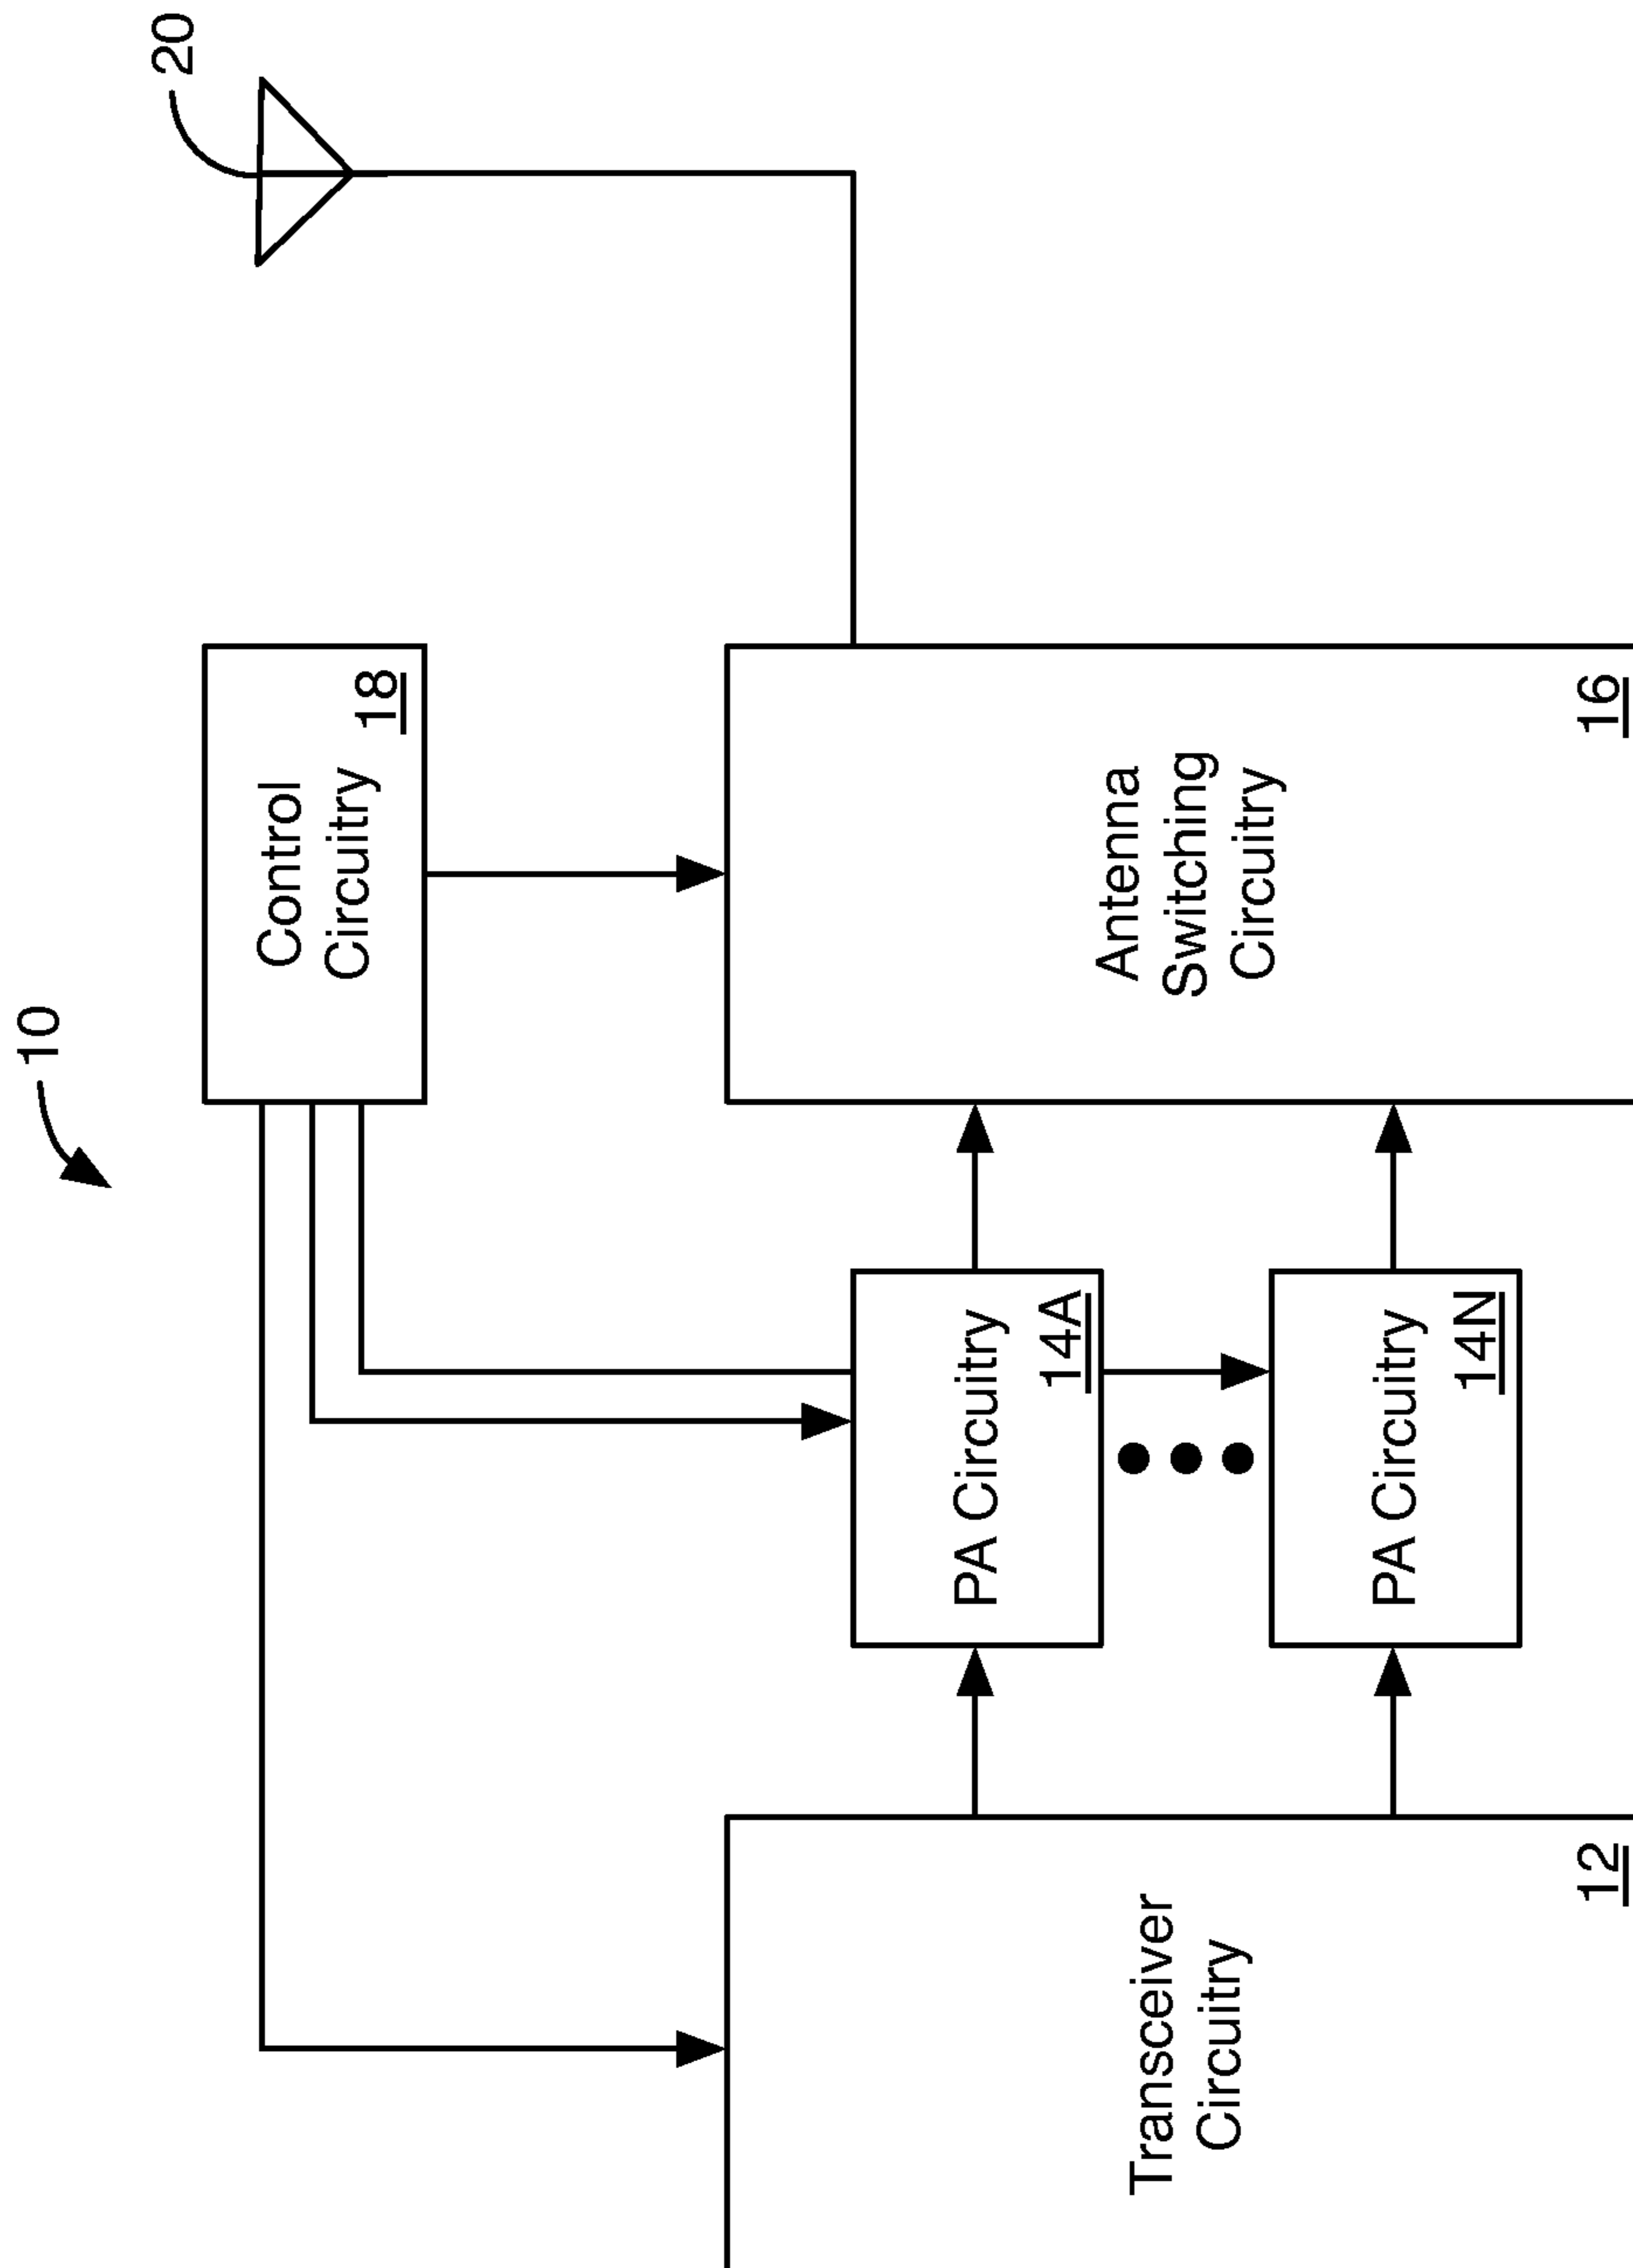 10
20
Control
Circuitry
18
Transceiver
Circuitry
12
PA Circuitry
14A
PA Circuitry
14N
Antenna
Switching
Circuitry
16